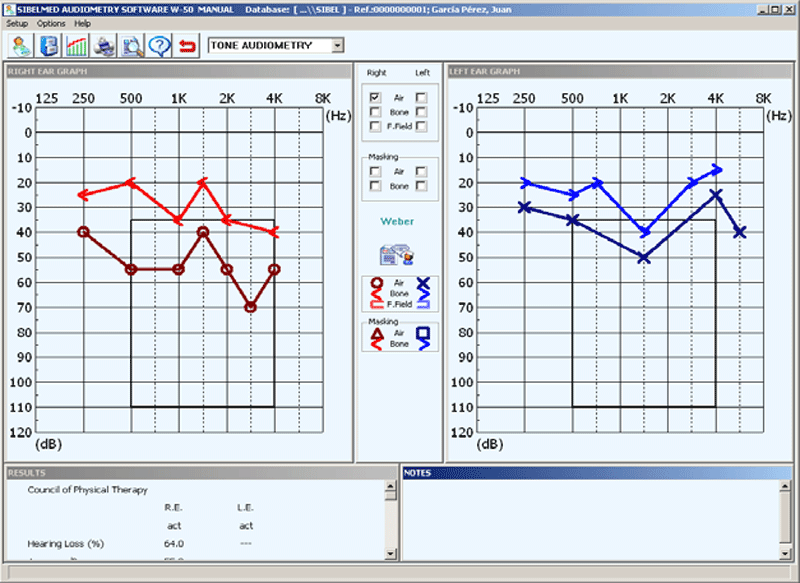 SIBELMED AUDIOMETRY SOFTWARE W-50 MANUAL Database: [ ...\\SIBEL ] - Ref.:0000000001; García Pérez, Juan
Setup Options Help
TONE AUDIOMETRY
RIGHT EAR GRAPH
125 250 500 1K 2K 4K 8K
(Hz)
-10
0
10
20
30
40
50
60
70
80
90
100
110
120
(dB)
Right Left
Air
Bone
F.Field
Masking
Air
Bone
Weber
Air
Bone
F.Field
Masking
Air
Bone
LEFT EAR GRAPH
125 250 500 1K 2K 4K 8K
(Hz)
-10
0
10
20
30
40
50
60
70
80
90
100
110
120
(dB)
RESULTS
Council of Physical Therapy
R.E. L.E.
act act
Hearing Loss (%) 64.0 ---
NOTES